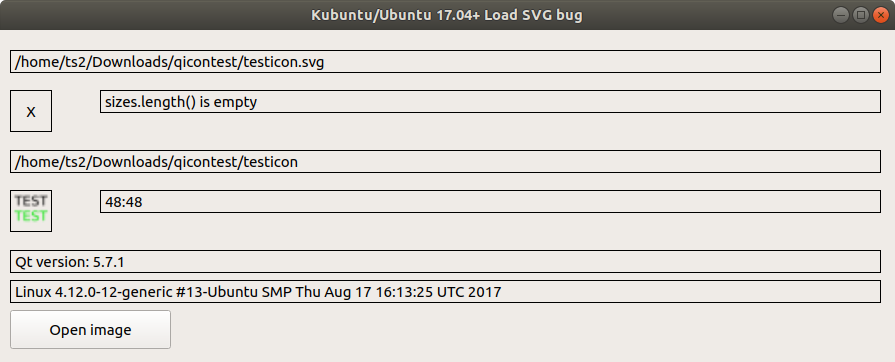 Kubuntu/Ubuntu 17.04+ Load SVG bug
/home/ts2/Downloads/qicontest/testicon.svg
X
sizes.length() is empty
/home/ts2/Downloads/qicontest/testicon
TEST
TEST
48:48
Qt version: 5.7.1
Linux 4.12.0-12-generic #13-Ubuntu SMP Thu Aug 17 16:13:25 UTC 2017
Open image